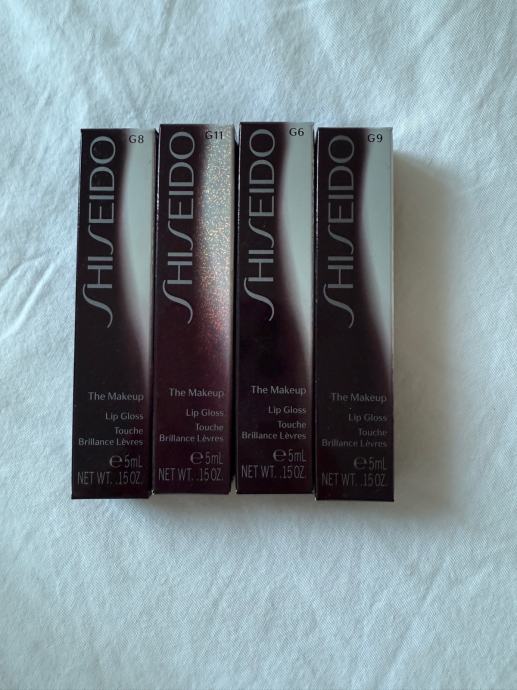 G8
SHISEIDO
The Makeup
Lip Gloss
Touche
Brillance Lèvres
e 5mL
NET WT. .15 OZ.
G11
SHISEIDO
The Makeup
Lip Gloss
Touche
Brillance Lèvres
e 5mL
NET WT. .15 OZ.
G6
SHISEIDO
The Makeup
Lip Gloss
Touche
Brillance Lèvres
e 5mL
NET WT. .15 OZ.
G9
SHISEIDO
The Makeup
Lip Gloss
Touche
Brillance Lèvres
e 5mL
NET WT. .15 OZ.